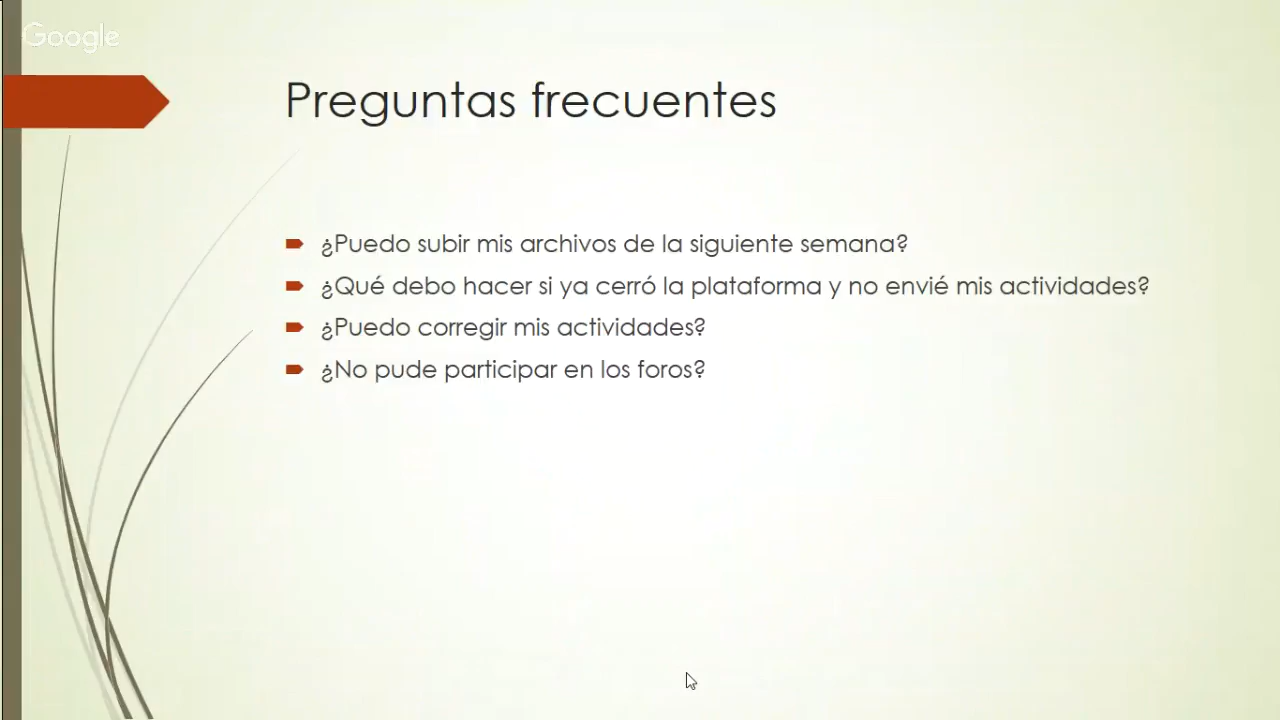 Google
Preguntas frecuentes
¿Puedo subir mis archivos de la siguiente semana?
¿Qué debo hacer si ya cerró la plataforma y no envié mis actividades?
¿Puedo corregir mis actividades?
¿No pude participar en los foros?